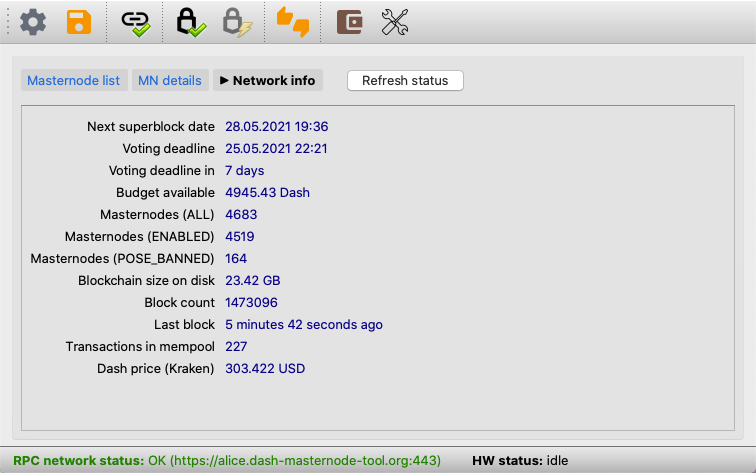 Masternode list MN details ▶ Network info Refresh status
Next superblock date 28.05.2021 19:36
Voting deadline 25.05.2021 22:21
Voting deadline in 7 days
Budget available 4945.43 Dash
Masternodes (ALL) 4683
Masternodes (ENABLED) 4519
Masternodes (POSE_BANNED) 164
Blockchain size on disk 23.42 GB
Block count 1473096
Last block 5 minutes 42 seconds ago
Transactions in mempool 227
Dash price (Kraken) 303.422 USD
RPC network status: OK (https://alice.dash-masternode-tool.org:443) HW status: idle